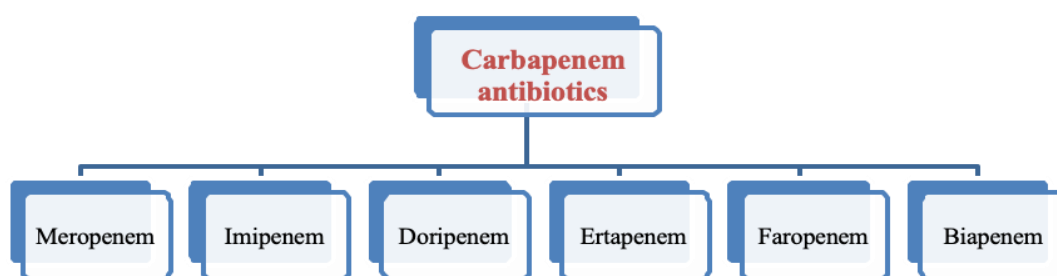 Carbapenem
antibiotics
Meropenem
Imipenem
Doripenem
Ertapenem
Faropenem
Biapenem